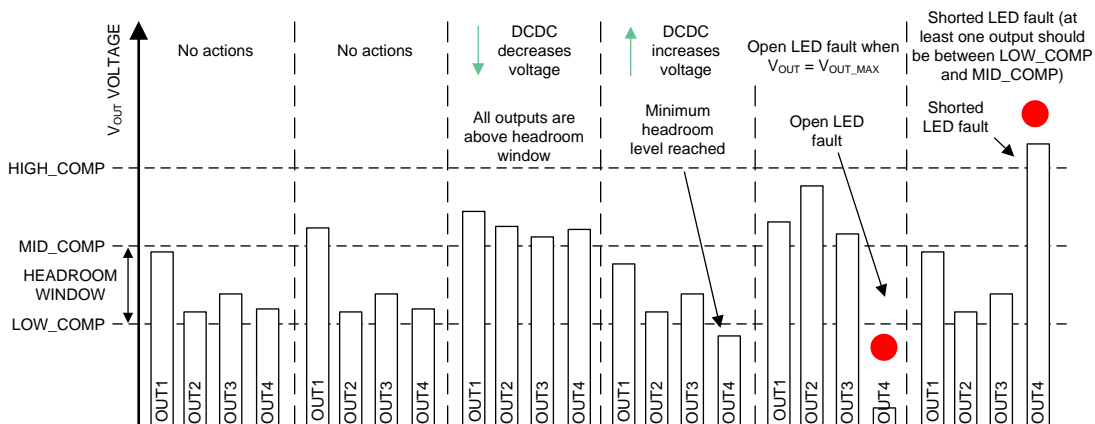 V_OUT VOLTAGE
No actions
No actions
DCDC
decreases
voltage
All outputs are
above headroom
window
DCDC
increases
voltage
Minimum
headroom
level reached
Open LED fault when
V_OUT = V_OUT_MAX
Open LED
fault
Shorted LED fault (at
least one output should
be between LOW_COMP
and MID_COMP)
Shorted
LED fault
HIGH_COMP
MID_COMP
HEADROOM
WINDOW
LOW_COMP
OUT1
OUT2
OUT3
OUT4
OUT1
OUT2
OUT3
OUT4
OUT1
OUT2
OUT3
OUT4
OUT1
OUT2
OUT3
OUT4
OUT1
OUT2
OUT3
OUT4
OUT1
OUT2
OUT3
OUT4